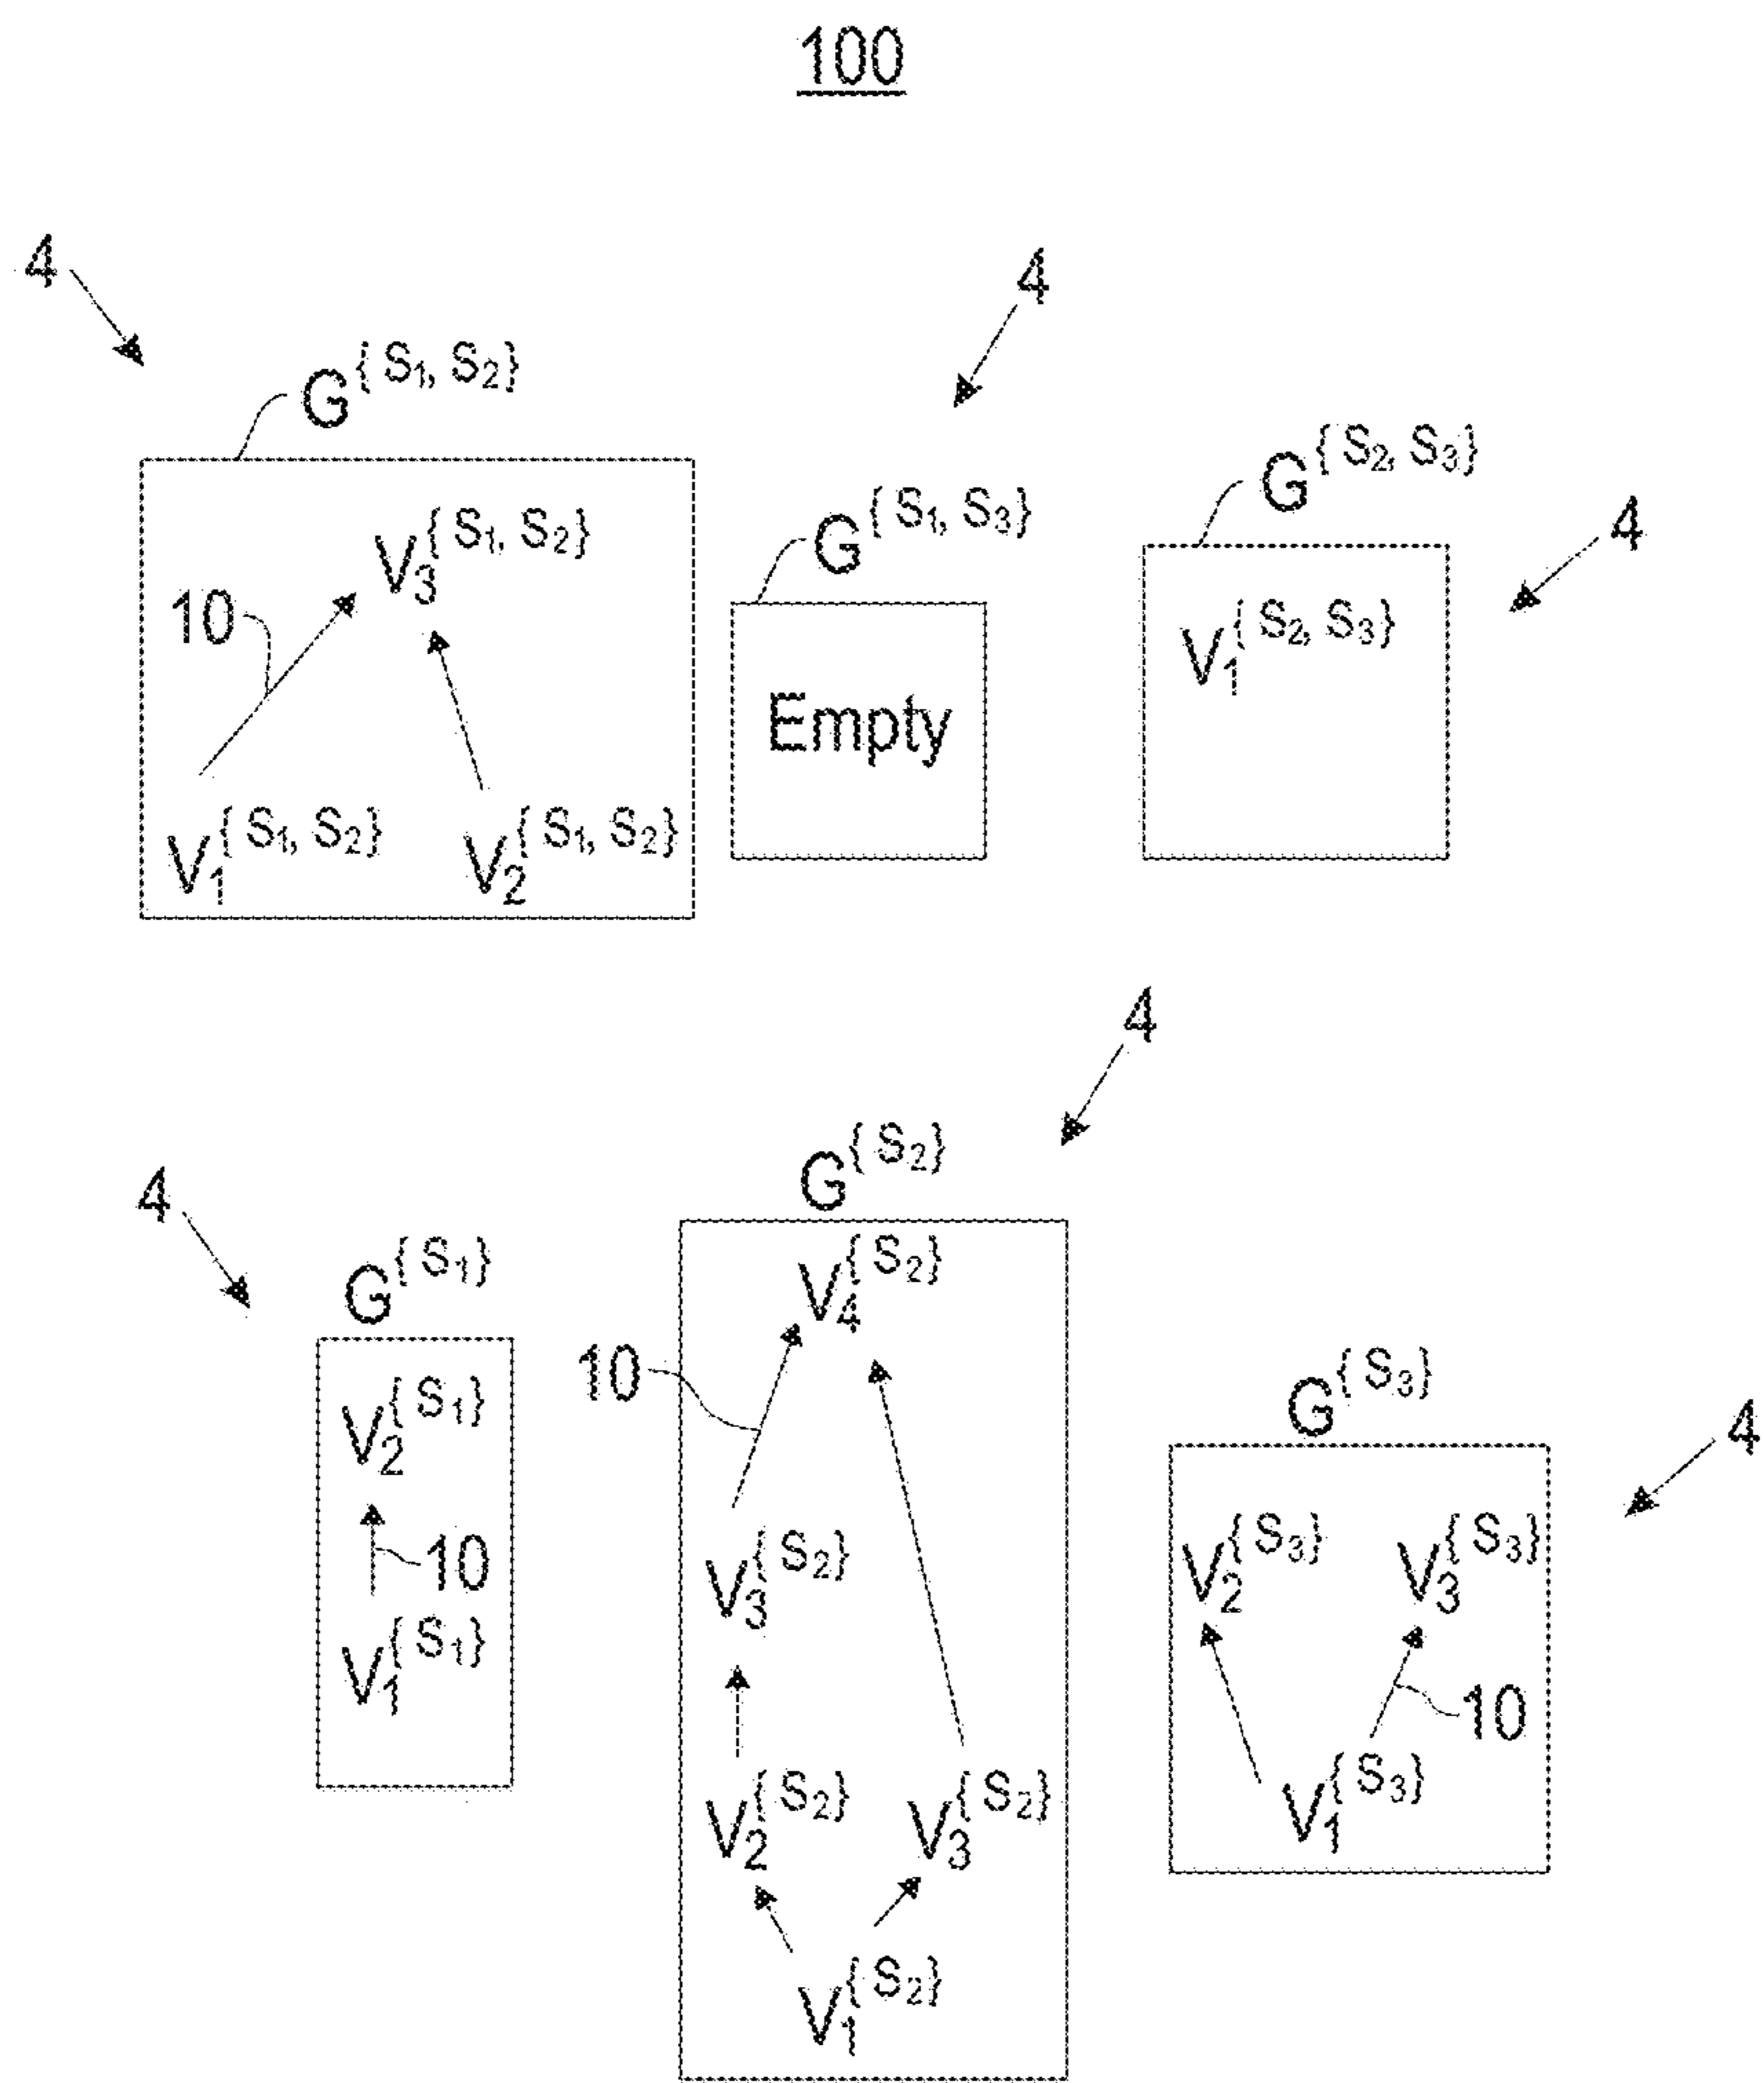 100
4
4
G{S1, S2}
G{S2, S3}
G{S1, S3}
4
V3{S1, S2}
10
V1{S2, S3}
Empty
V1{S1, S2}
V2{S1, S2}
4
4
G{S2}
G{S1}
V4{S2}
10
G{S3}
V2{S1}
4
10
V3{S2}
V2{S3}
V3{S3}
V1{S1}
10
V2{S2}
V3{S2}
V1{S3}
V1{S2}